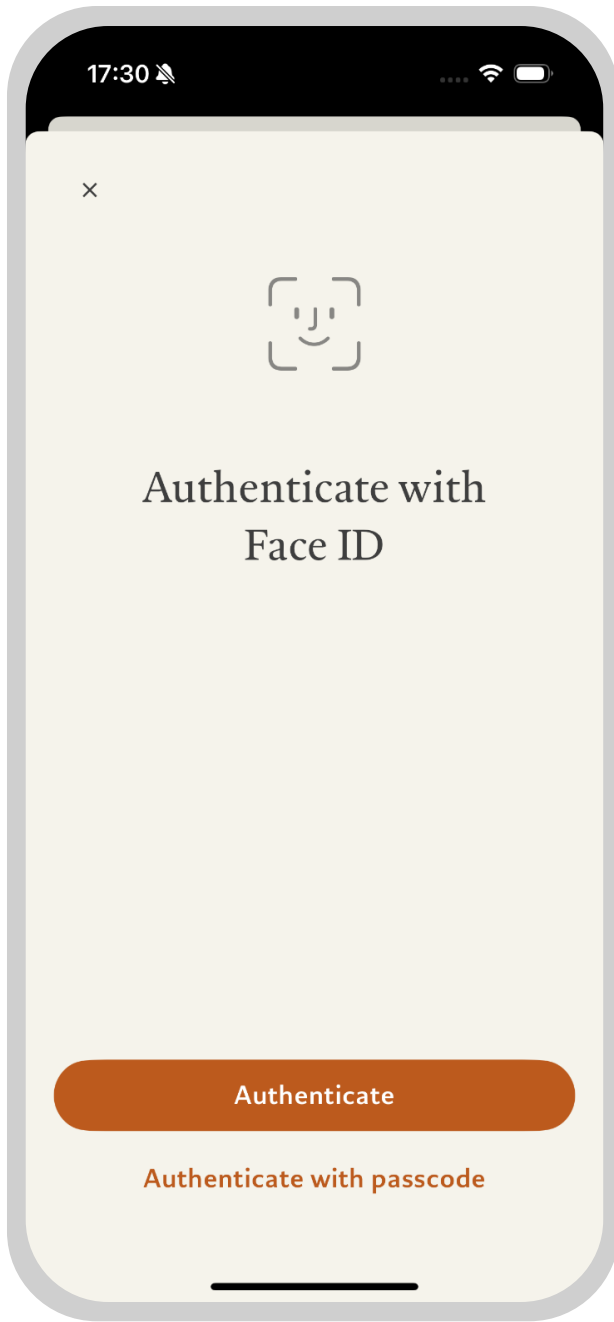 17:30
Authenticate with
Face ID
Authenticate
Authenticate with passcode